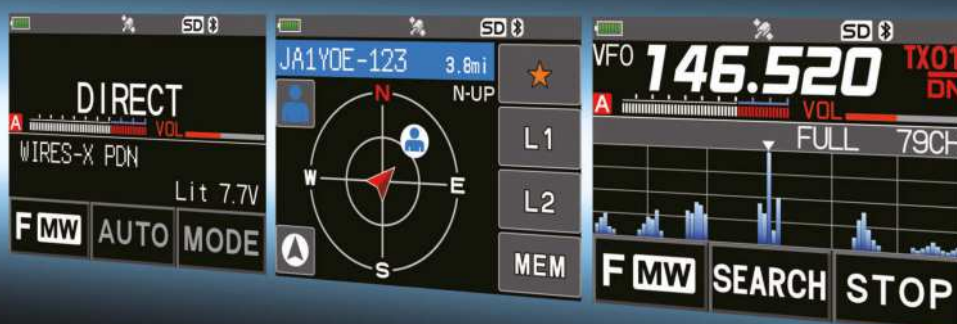 SD
DIRECT
A
VOL
WIRES-X PDN
Lit 7.7V
F MW AUTO MODE
SD
JA1YOE-123 3.8mi
N-UP
N
W
E
S
L1
L2
MEM
SD
VFO 146.520 TX01
DN
A
VOL
FULL 79CH
F MW SEARCH STOP